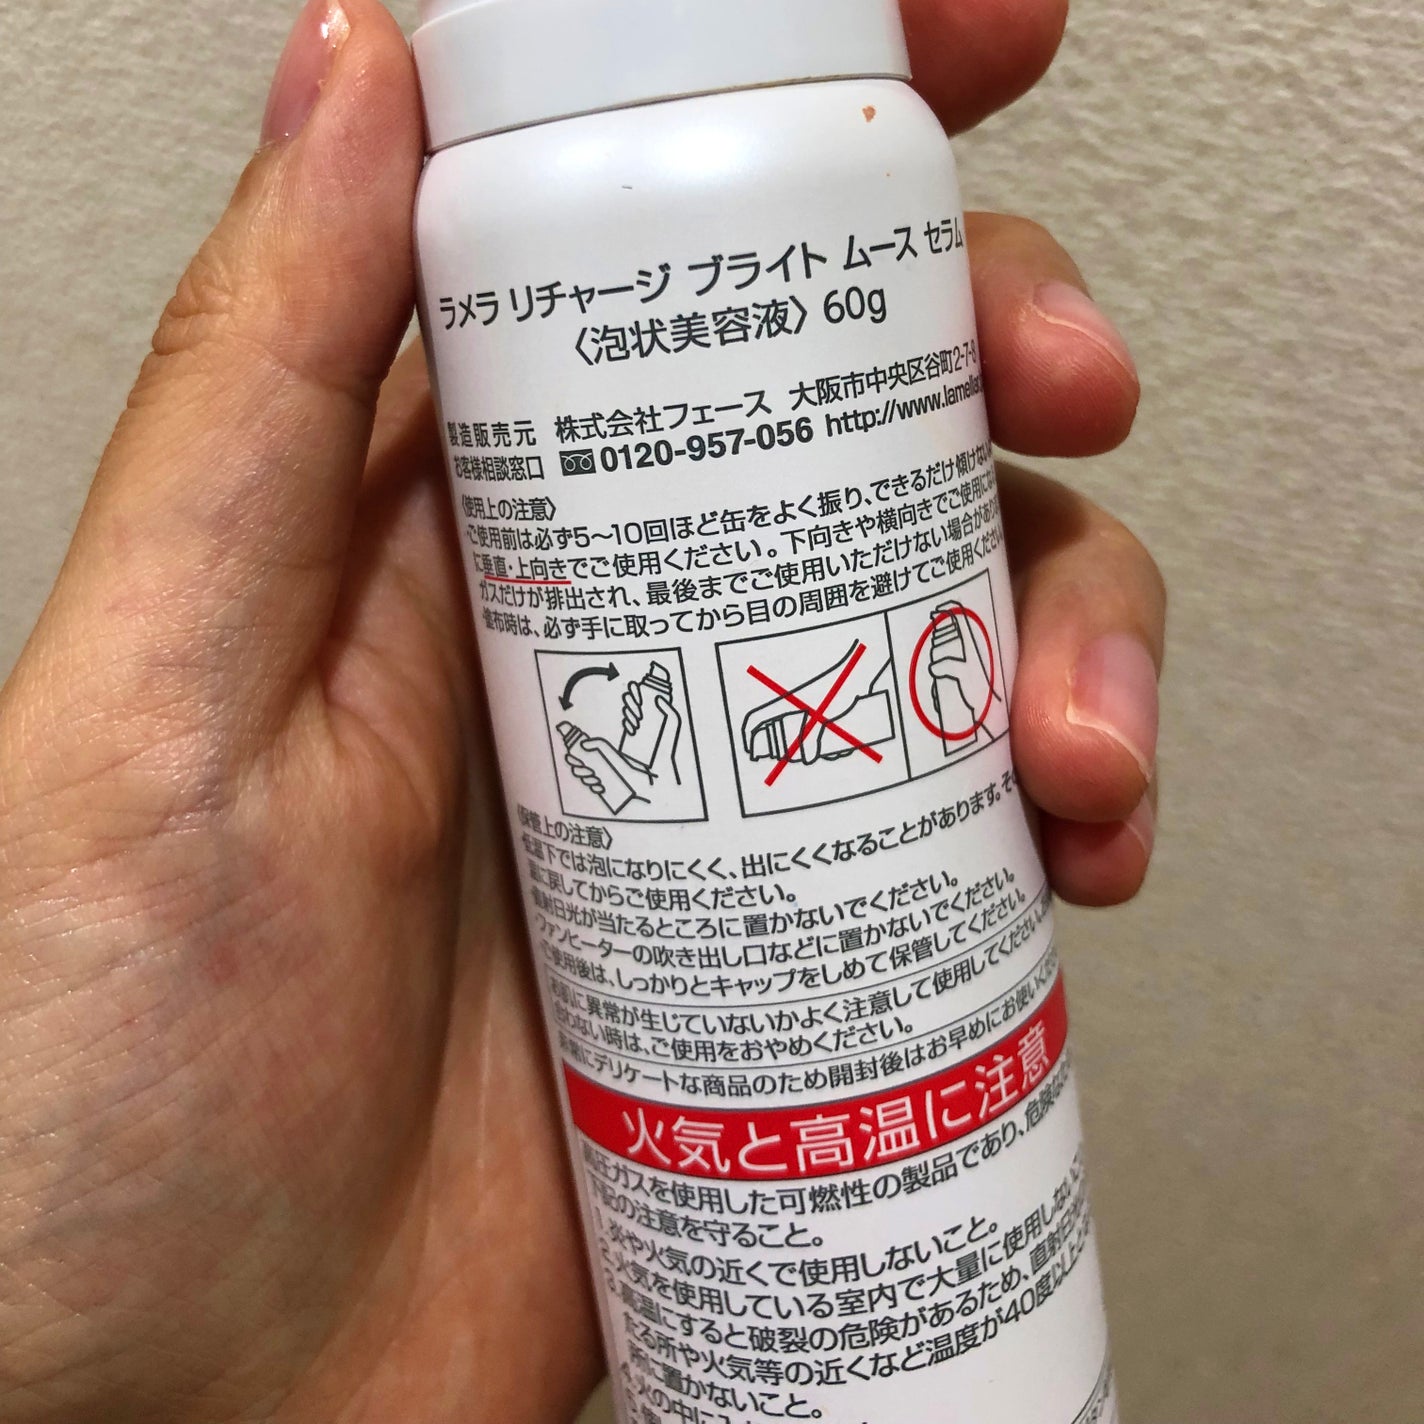 ラメラ リチャージ ブライト ムース セラム
〈泡状美容液〉60g
製造販売元 株式会社フェース 大阪市中央区谷町2-7-8
お客様相談窓口 0120-957-056 http://www.lamellar
〈使用上の注意〉
・ご使用前は必ず5〜10回ほど缶をよく振り、できるだけ傾けない
に垂直・上向きでご使用ください。下向きや横向きでご使用にな
ガスだけが排出され、最後までご使用いただけない場合があり
・塗布時は、必ず手に取ってから目の周囲を避けてご使用ください。
〈保管上の注意〉
・低温下では泡になりにくく、出にくくなることがあります。そ
温に戻してからご使用ください。
・直射日光が当たるところに置かないでください。
・ファンヒーターの吹き出し口などに置かないでください。
・ご使用後は、しっかりとキャップをしめて保管してください。
お肌に異常が生じていないかよく注意して使用してください。
合わない時は、ご使用をおやめください。
非常にデリケートな商品のため開封後はお早めにお使いくだ
火気と高温に注意
高圧ガスを使用した可燃性の製品であり、危険な
下記の注意を守ること。
1.炎や火気の近くで使用しないこと。
2.火気を使用している室内で大量に使用しないこ
3.高温にすると破裂の危険があるため、直射日光
たる所や火気等の近くなど温度が40度以上と
所に置かないこと。
4.火の中に入